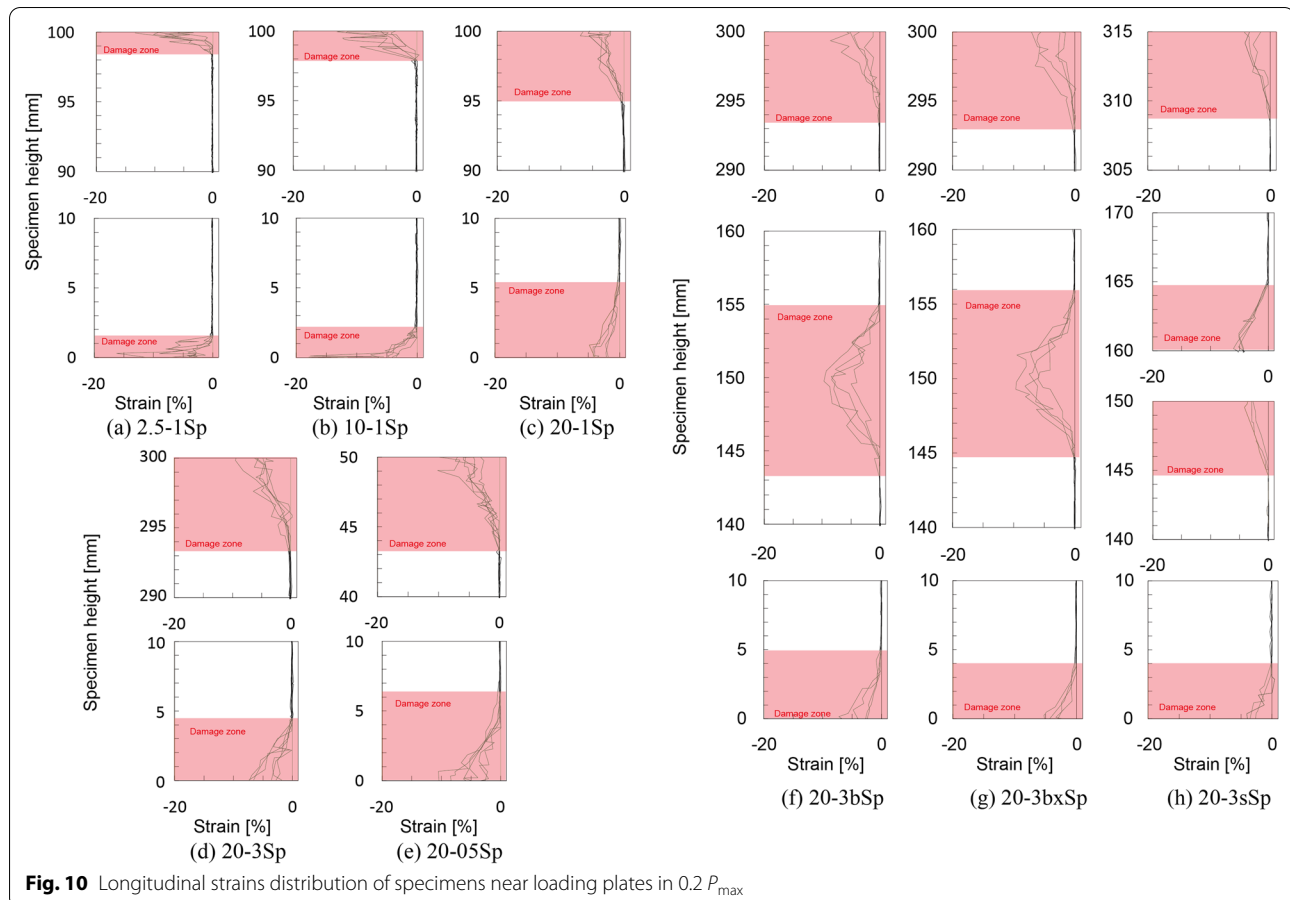 100
95
90
Damage zone
100
95
90
Damage zone
100
95
90
Damage zone
Specimen height [mm]
-20
0
-20
0
-20
0
10
5
0
Damage zone
10
5
0
Damage zone
10
5
0
Damage zone
-20
0
-20
0
-20
0
Strain [%]
Strain [%]
Strain [%]
(a) 2.5-1Sp
(b) 10-1Sp
(c) 20-1Sp
300
295
290
Damage zone
50
45
40
Damage zone
Specimen height [mm]
-20
0
-20
0
10
5
0
Damage zone
10
5
0
Damage zone
-20
0
-20
0
Strain [%]
Strain [%]
(d) 20-3Sp
(e) 20-05Sp
300
295
290
Damage zone
300
295
290
Damage zone
315
310
305
Damage zone
-20
0
-20
0
-20
0
Specimen height [mm]
160
155
150
145
140
Damage zone
160
155
150
145
140
Damage zone
170
165
160
Damage zone
-20
0
150
145
140
Damage zone
-20
0
-20
0
-20
0
10
5
0
Damage zone
10
5
0
Damage zone
10
5
0
Damage zone
-20
0
-20
0
-20
0
Strain [%]
Strain [%]
Strain [%]
(f) 20-3bSp
(g) 20-3bxSp
(h) 20-3sSp
Fig. 10 Longitudinal strains distribution of specimens near loading plates in 0.2 Pmax